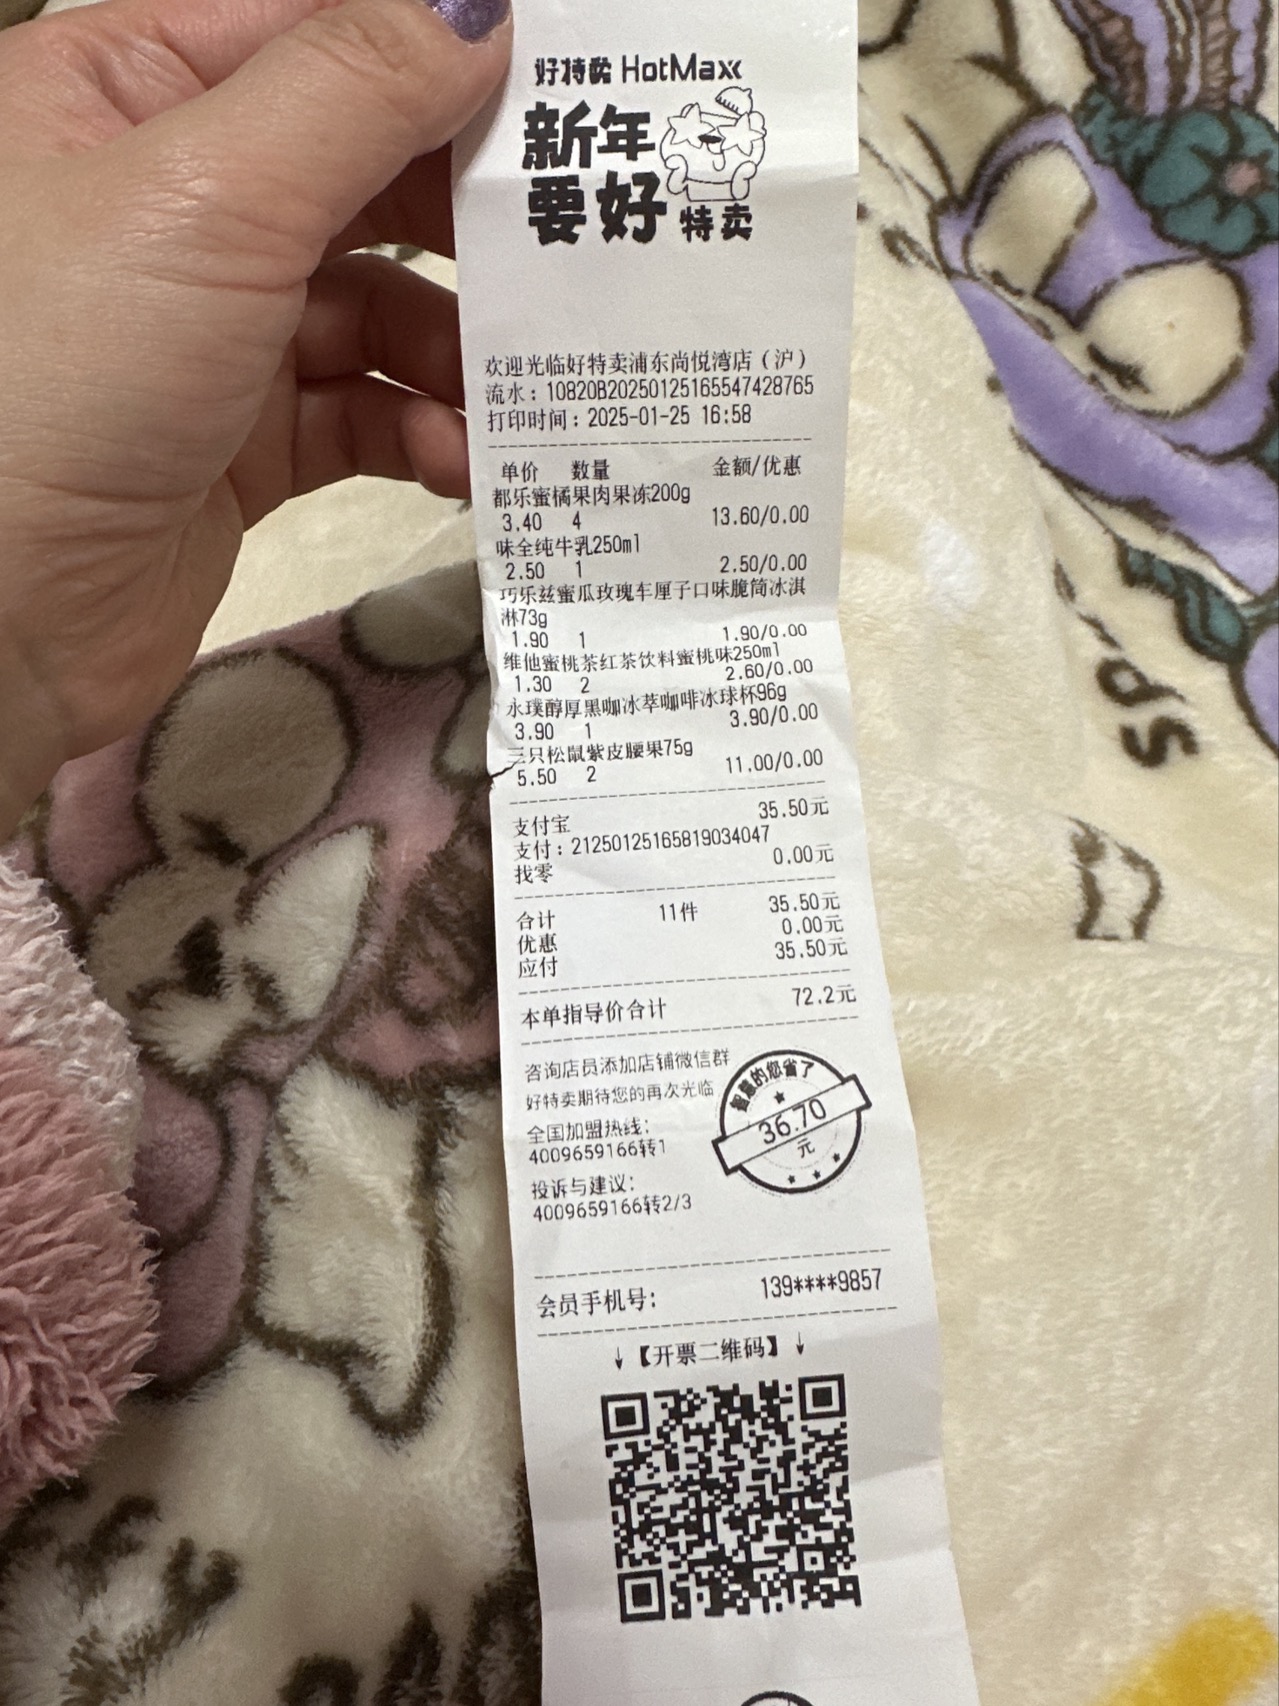 好特卖 HotMaxx
新年
要好
特卖
欢迎光临好特卖浦东尚悦湾店（沪）
流水：10820B20250125165547428765
打印时间：2025-01-25 16:58
单价 数量 金额/优惠
都乐蜜橘果肉果冻200g
3.40 4 13.60/0.00
味全纯牛乳250ml
2.50 1 2.50/0.00
巧乐兹蜜瓜玫瑰车厘子口味脆筒冰淇
淋73g
1.90 1 1.90/0.00
维他蜜桃茶红茶饮料蜜桃味250ml
1.30 2 2.60/0.00
永璞醇厚黑咖冰萃咖啡冰球杯96g
3.90 1 3.90/0.00
三只松鼠紫皮腰果75g
5.50 2 11.00/0.00
支付宝 35.50元
支付：212501251658190340​47
找零 0.00元
合计 11件 35.50元
优惠 0.00元
应付 35.50元
本单指导价合计 72.2元
咨询店员添加店铺微信群
好特卖期待您的再次光临
全国加盟热线：
4009659166转1
投诉与建议：
4009659166转2/3
智慧的您省了
36.70
元
会员手机号： 139****9857
↓【开票二维码】↓
sp